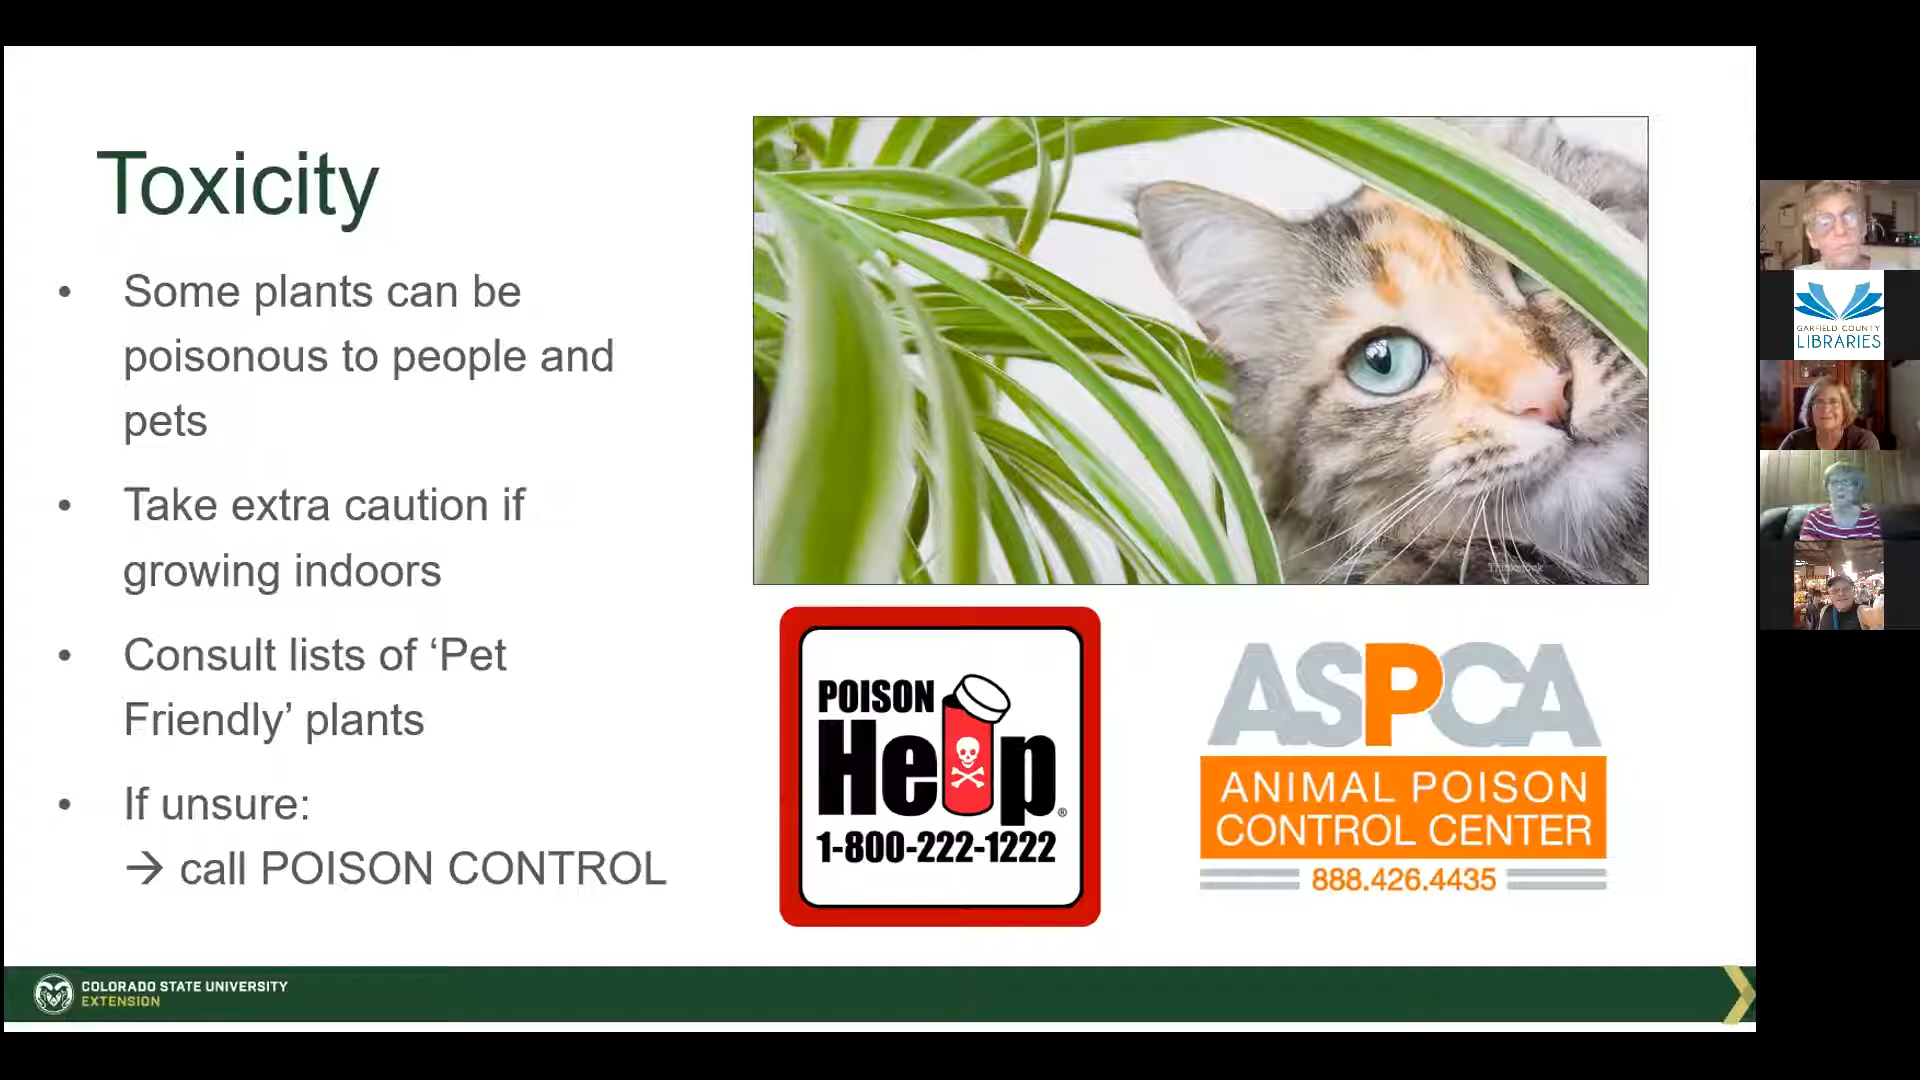 Toxicity
• Some plants can be
poisonous to people and
pets
• Take extra caution if
growing indoors
• Consult lists of ‘Pet
Friendly’ plants
• If unsure:
→ call POISON CONTROL
Thinkstock
POISON
Help®
1-800-222-1222
ASPCA
ANIMAL POISON
CONTROL CENTER
888.426.4435
COLORADO STATE UNIVERSITY
EXTENSION
GARFIELD COUNTY
LIBRARIES